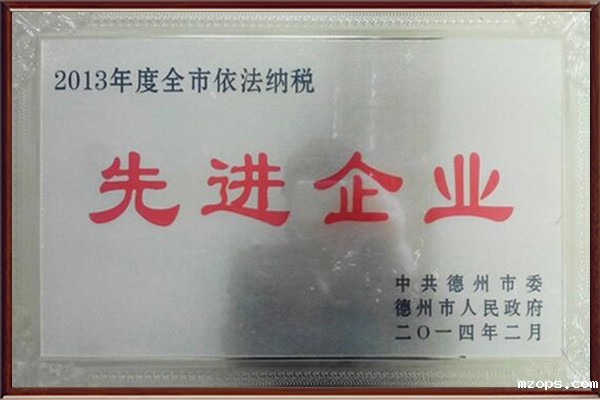 2013年度全市依法纳税
先进企业
中共德州市委
德州市人民政府
二〇一四年二月
mzops.com